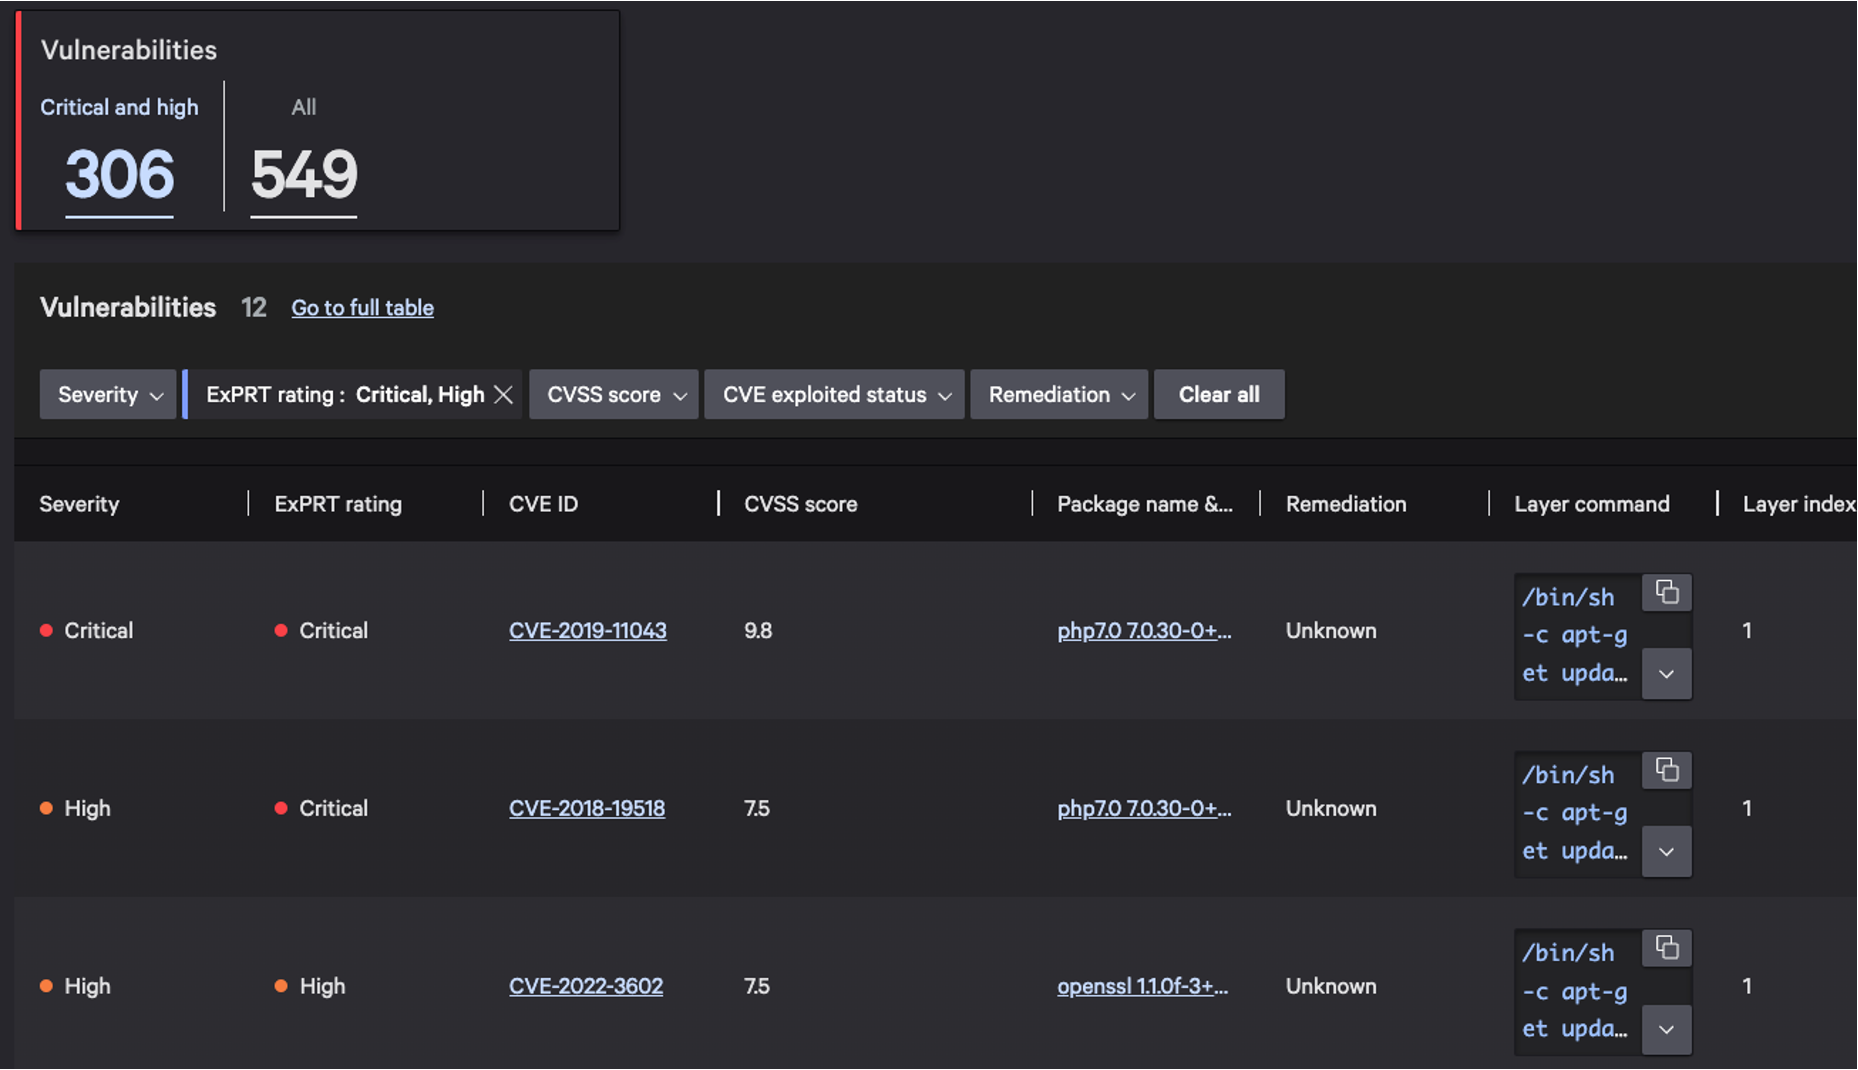 Vulnerabilities
Critical and high All
306 549
Vulnerabilities 12 Go to full table
Severity ExPRT rating : Critical, High CVSS score CVE exploited status Remediation Clear all
Severity ExPRT rating CVE ID CVSS score Package name &... Remediation Layer command Layer index
/bin/sh
Critical Critical CVE-2019-11043 9.8 php7.0 7.0.30-0+... Unknown -c apt-g 1
et upda...
/bin/sh
High Critical CVE-2018-19518 7.5 php7.0 7.0.30-0+... Unknown -c apt-g 1
et upda...
/bin/sh
High High CVE-2022-3602 7.5 openssl 1.1.0f-3+... Unknown -c apt-g 1
et upda...